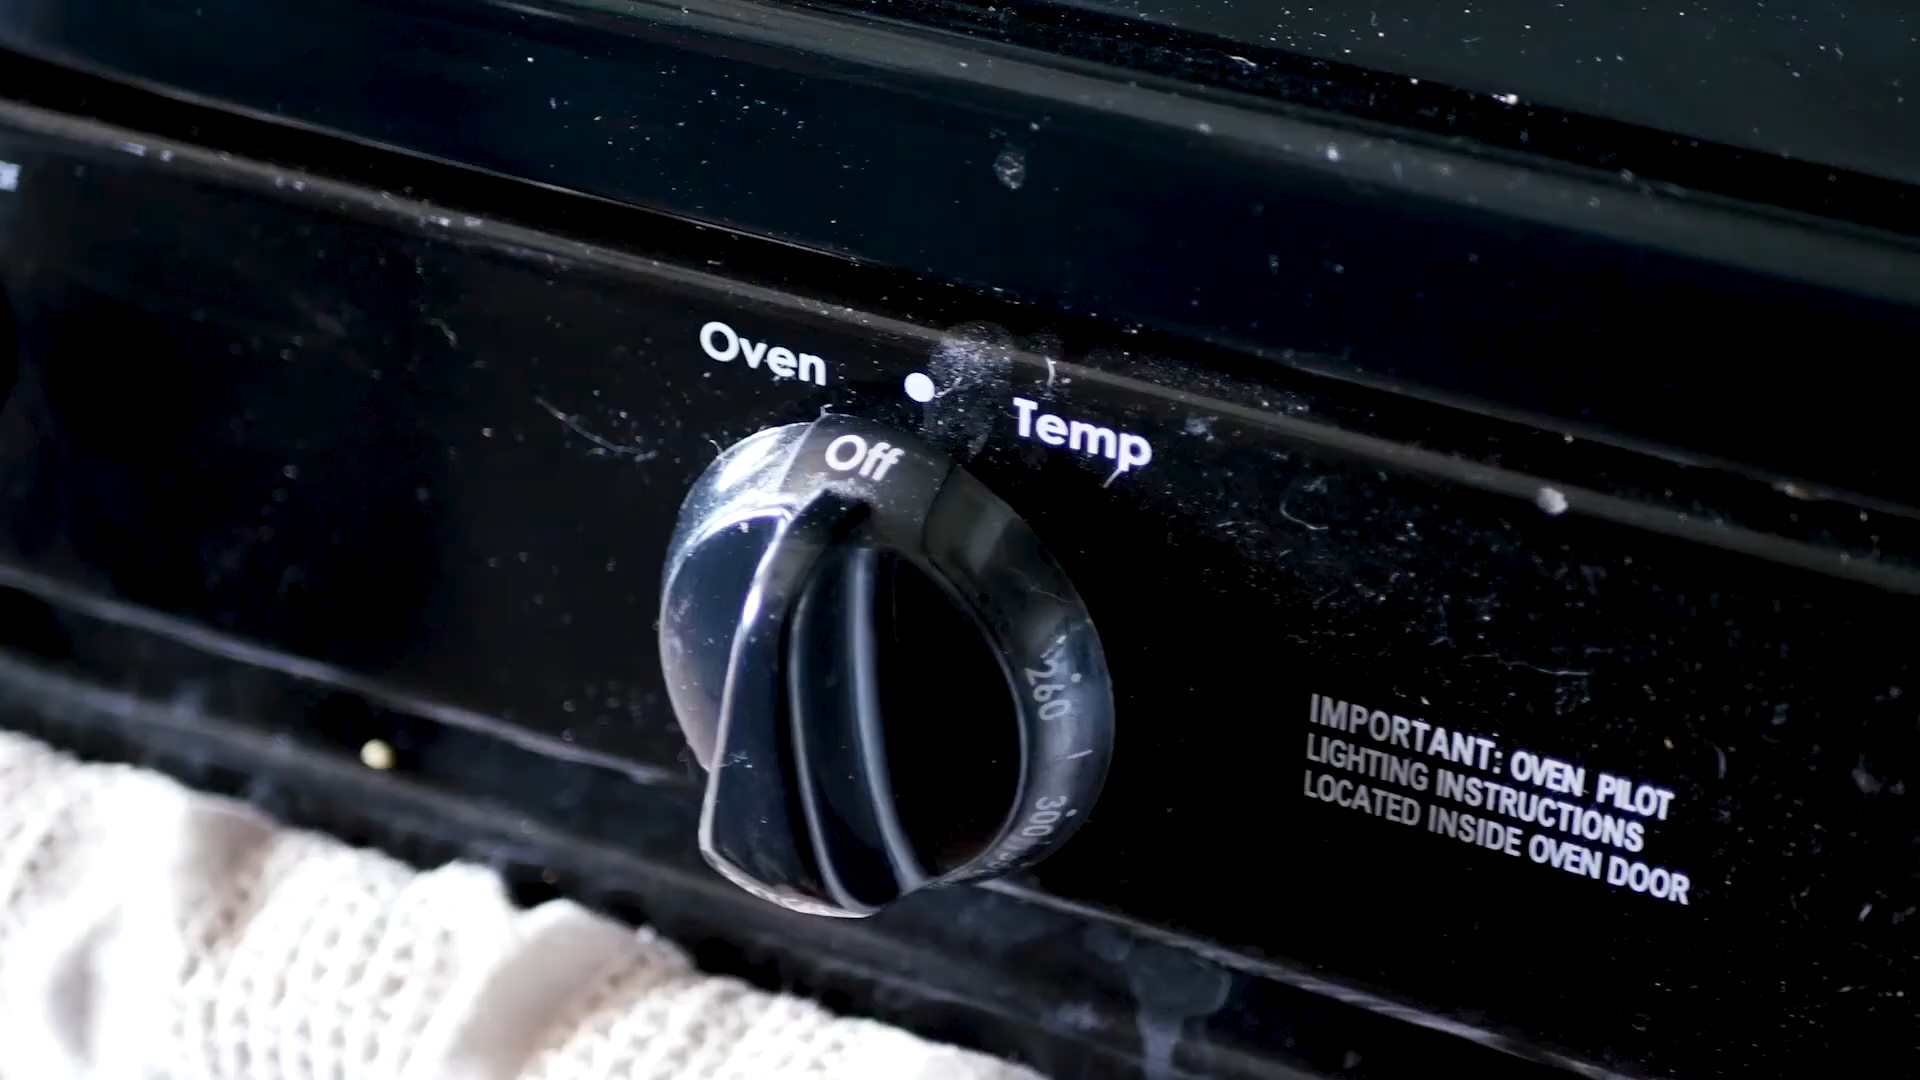 Oven
Temp
Off
260
300
IMPORTANT: OVEN PILOT
LIGHTING INSTRUCTIONS
LOCATED INSIDE OVEN DOOR